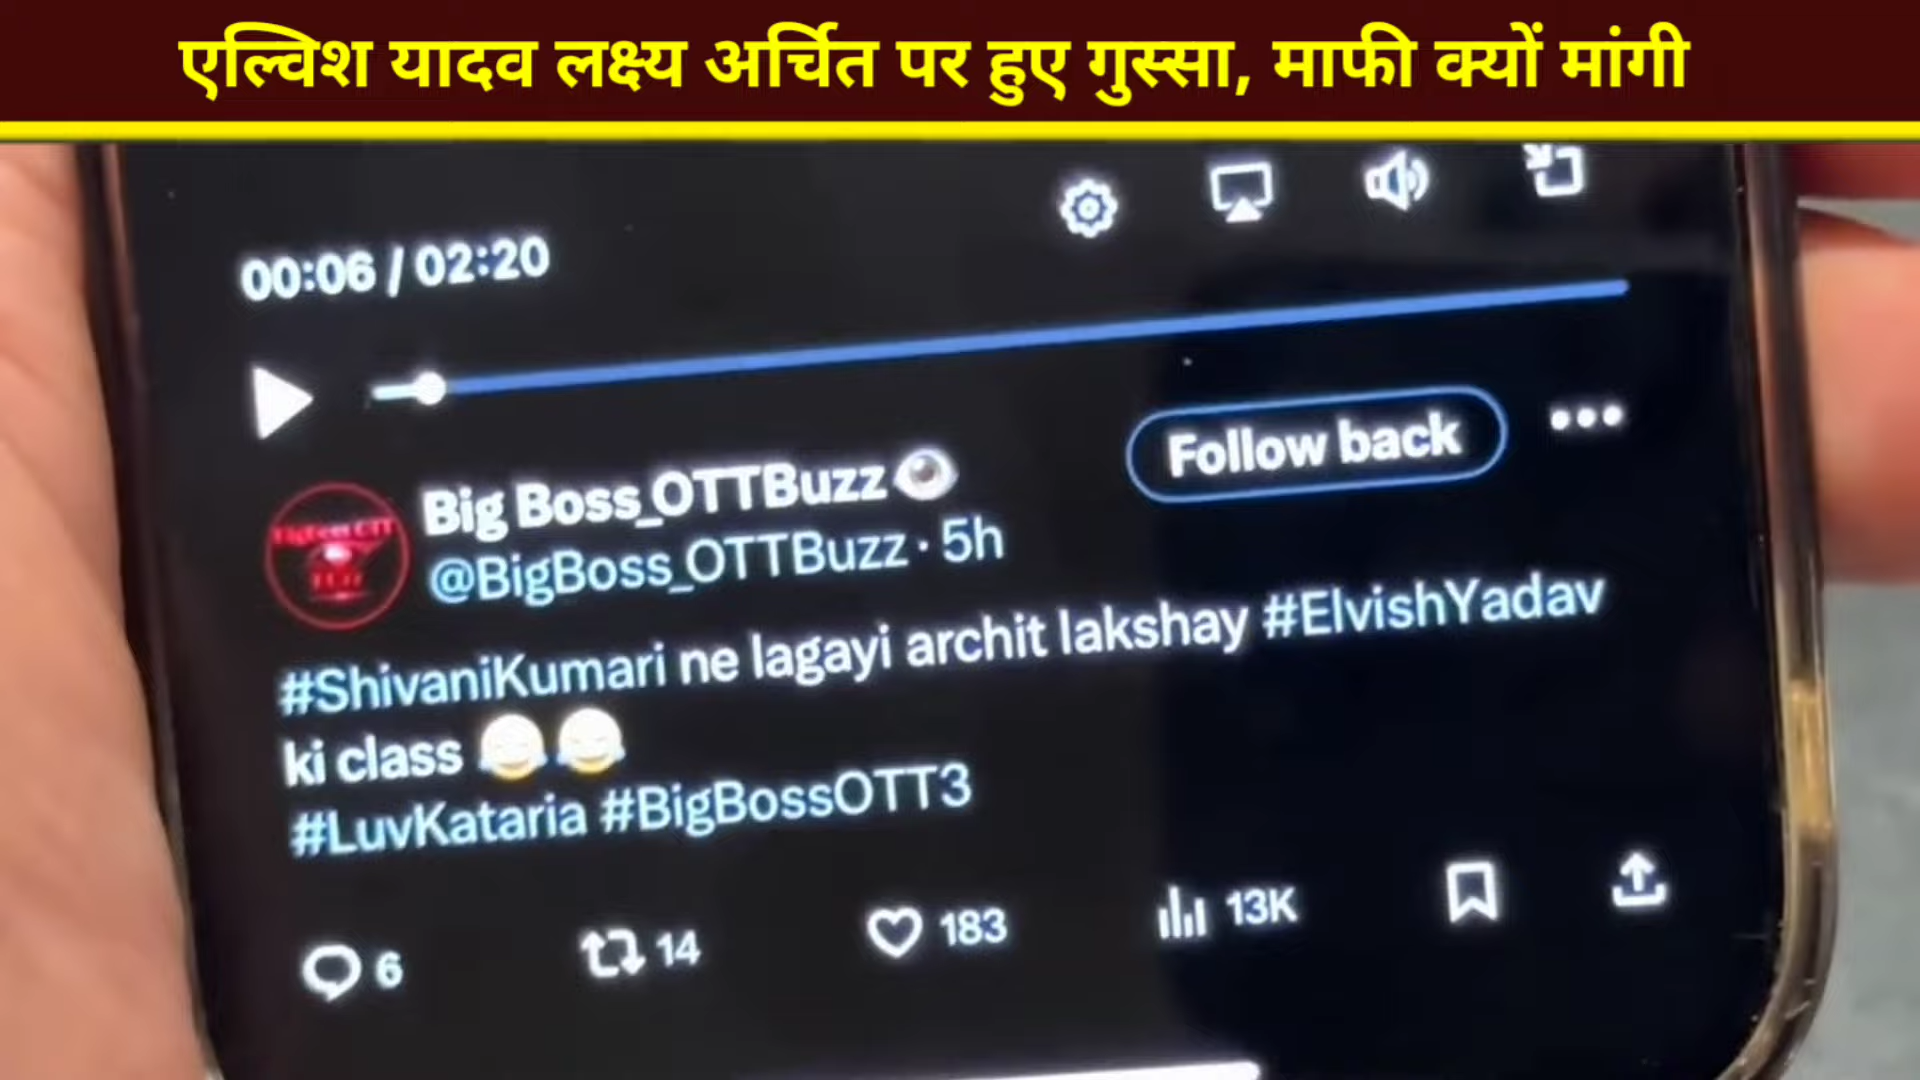 एल्विश यादव लक्ष्य अर्चित पर हुए गुस्सा, माफी क्यों मांगी
00:06 / 02:20
Follow back
Big Boss_OTTBuzz
@BigBoss_OTTBuzz · 5h
#ShivaniKumari ne lagayi archit lakshay #ElvishYadav
ki class 😂😂
#LuvKataria #BigBossOTT3
6 14 183 13K